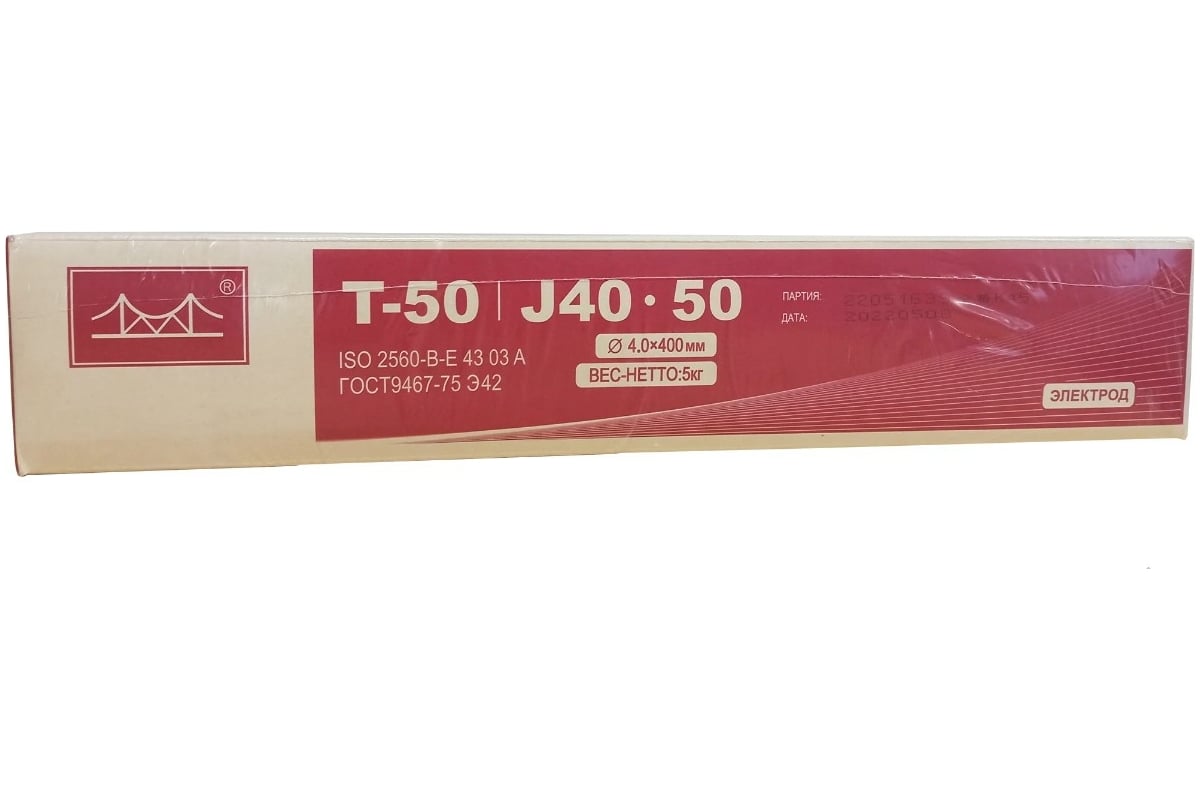 ®
T-50 | J40·50
ISO 2560-B-E 43 03 A
ГОСТ9467-75 Э42
Ø 4.0×400мм
ВЕС-НЕТТО:5кг
ПАРТИЯ:
ДАТА: 20220508
ЭЛЕКТРОД